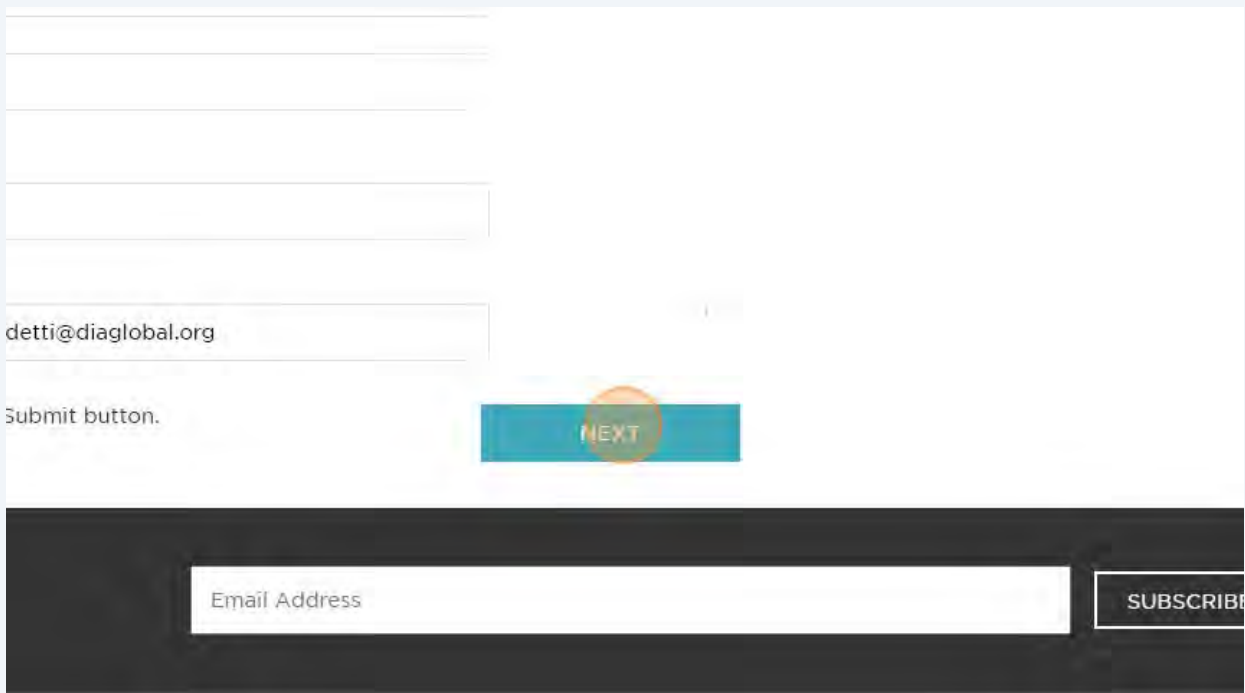 detti@diaglobal.org
Submit button.
NEXT
Email Address
SUBSCRIBE